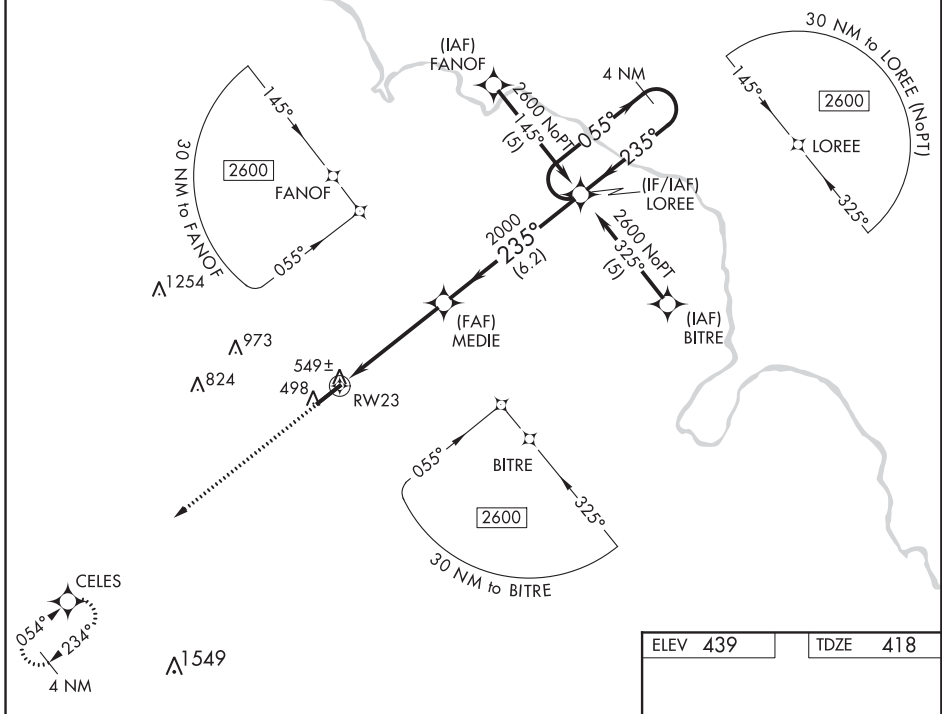 30 NM to LOREE (NoPT)
145°
2600
LOREE
325°
(IAF)
FANOF
2600 NoPT
145°
(5)
4 NM
055°
235°
(IF/IAF)
LOREE
145°
2600
FANOF
30 NM to FANOF
055°
2000
235°
(6.2)
2600 NoPT
325°
(5)
(IAF)
BITRE
1254
(FAF)
MEDIE
973
549±
824
498
RW23
055°
BITRE
2600
325°
30 NM to BITRE
CELES
054°
234°
4 NM
1549
ELEV 439
TDZE 418